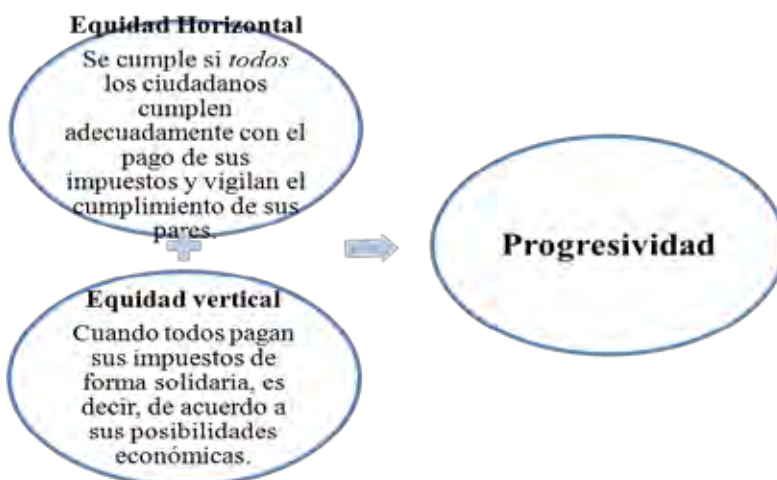 Equidad Horizontal
Se cumple si todos
los ciudadanos
cumplen
adecuadamente con el
pago de sus
impuestos y vigilan el
cumplimiento de sus
pares.
Equidad vertical
Cuando todos pagan
sus impuestos de
forma solidaria, es
decir, de acuerdo a
sus posibilidades
económicas.
Progresividad